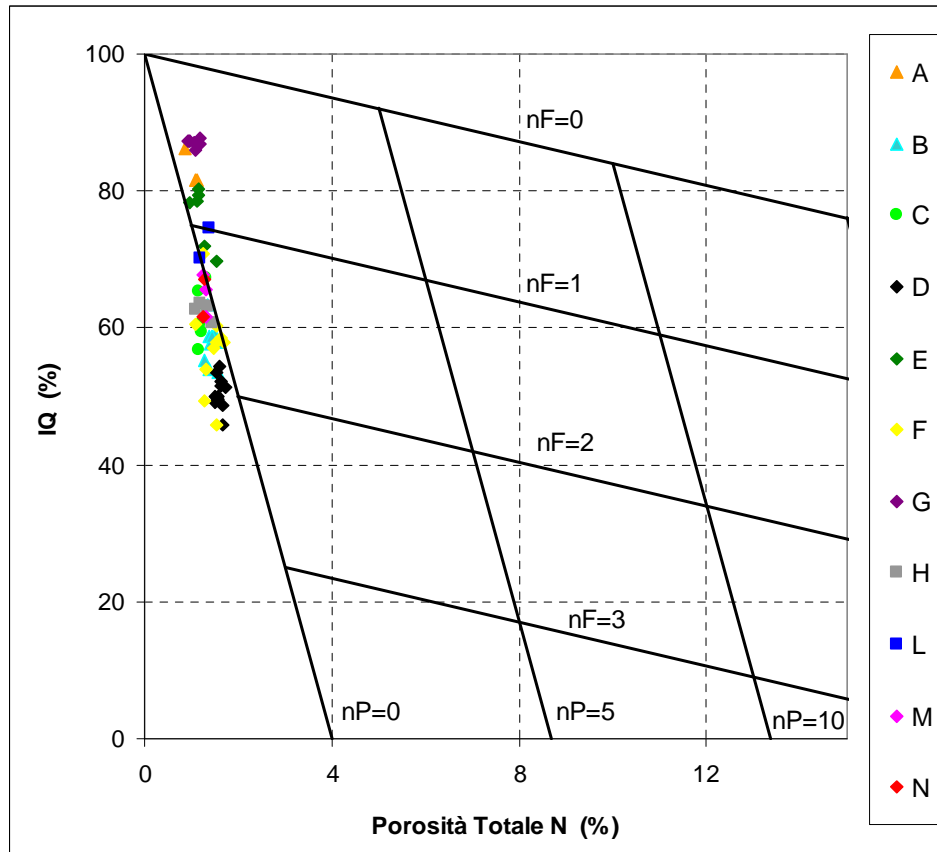 100
80
60
40
20
0
IQ (%)
0
4
8
12
Porosità Totale N (%)
nF=0
nF=1
nF=2
nF=3
nP=0
nP=5
nP=10
A
B
C
D
E
F
G
H
L
M
N